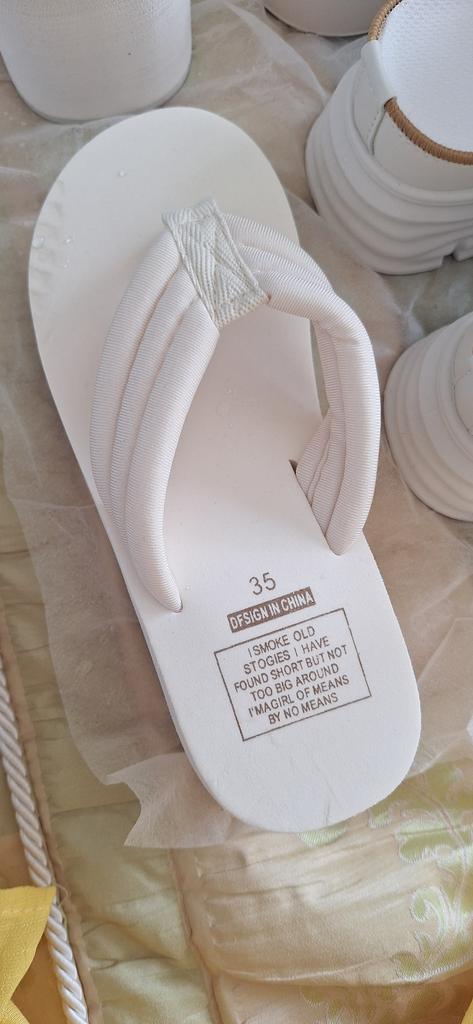 35
DFSIGN IN CHINA
I SMOKE OLD
STOGIES I HAVE
FOUND SHORT BUT NOT
TOO BIG AROUND
I'MAGIRL OF MEANS
BY NO MEANS